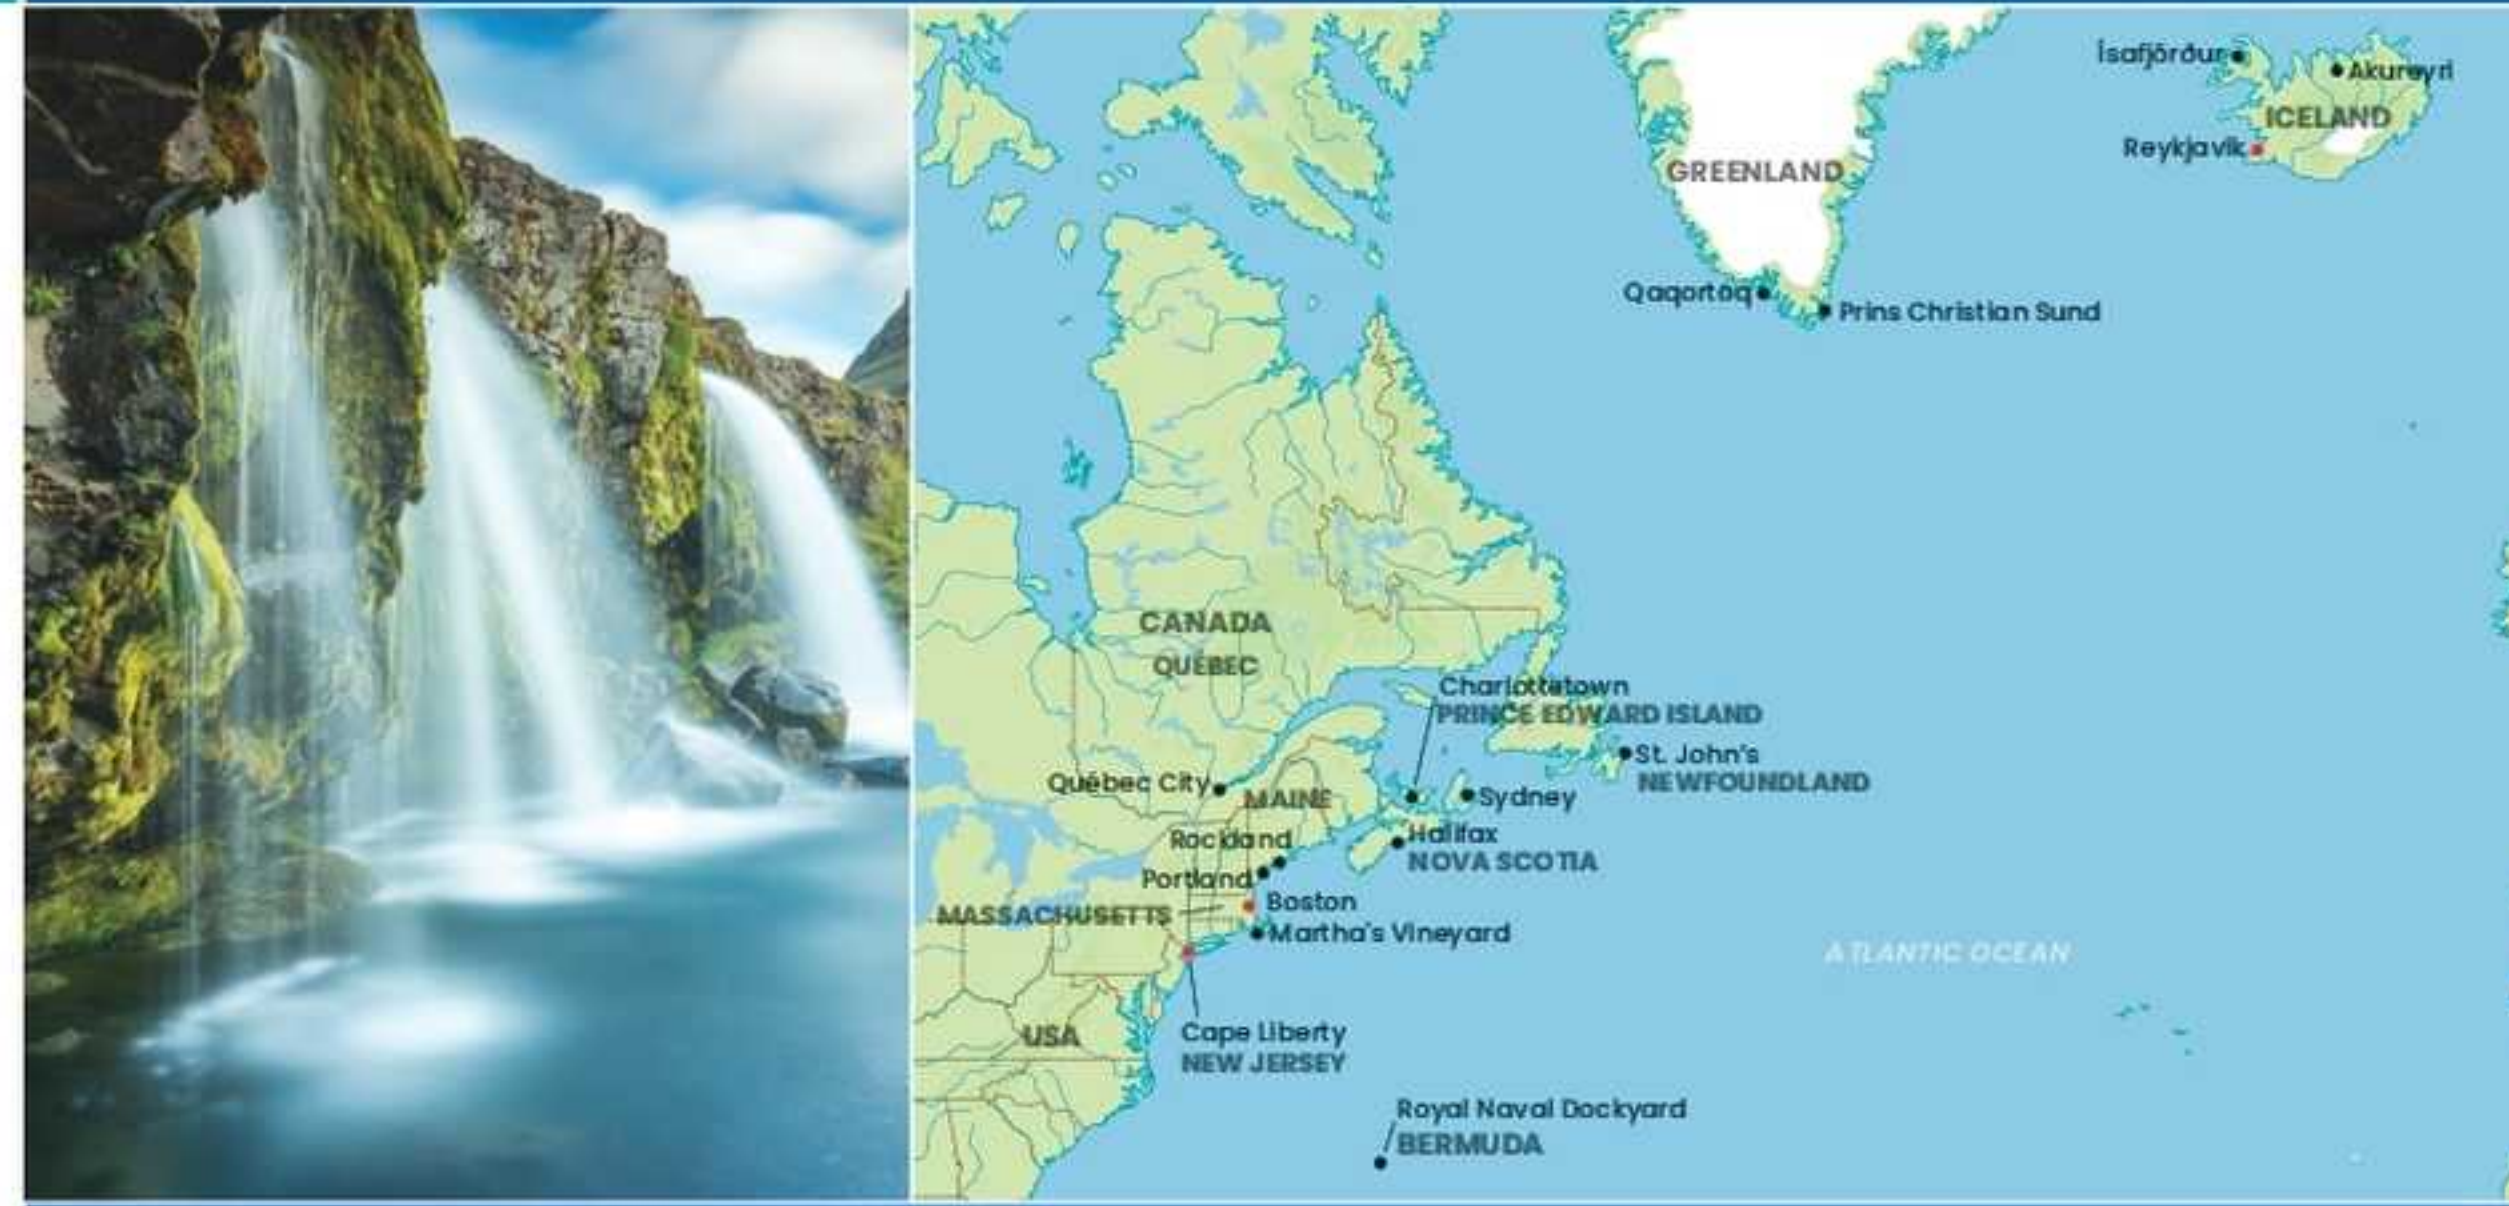 Ísafjörður
Akureyri
ICELAND
Reykjavik
GREENLAND
Qaqortoq
Prins Christian Sund
CANADA
QUÉBEC
Charlottetown
PRINCE EDWARD ISLAND
St. John's
NEWFOUNDLAND
Québec City
MAINE
Sydney
Rockland
Halifax
NOVA SCOTIA
Portland
Boston
MASSACHUSETTS
Martha's Vineyard
ATLANTIC OCEAN
USA
Cape Liberty
NEW JERSEY
Royal Naval Dockyard
BERMUDA